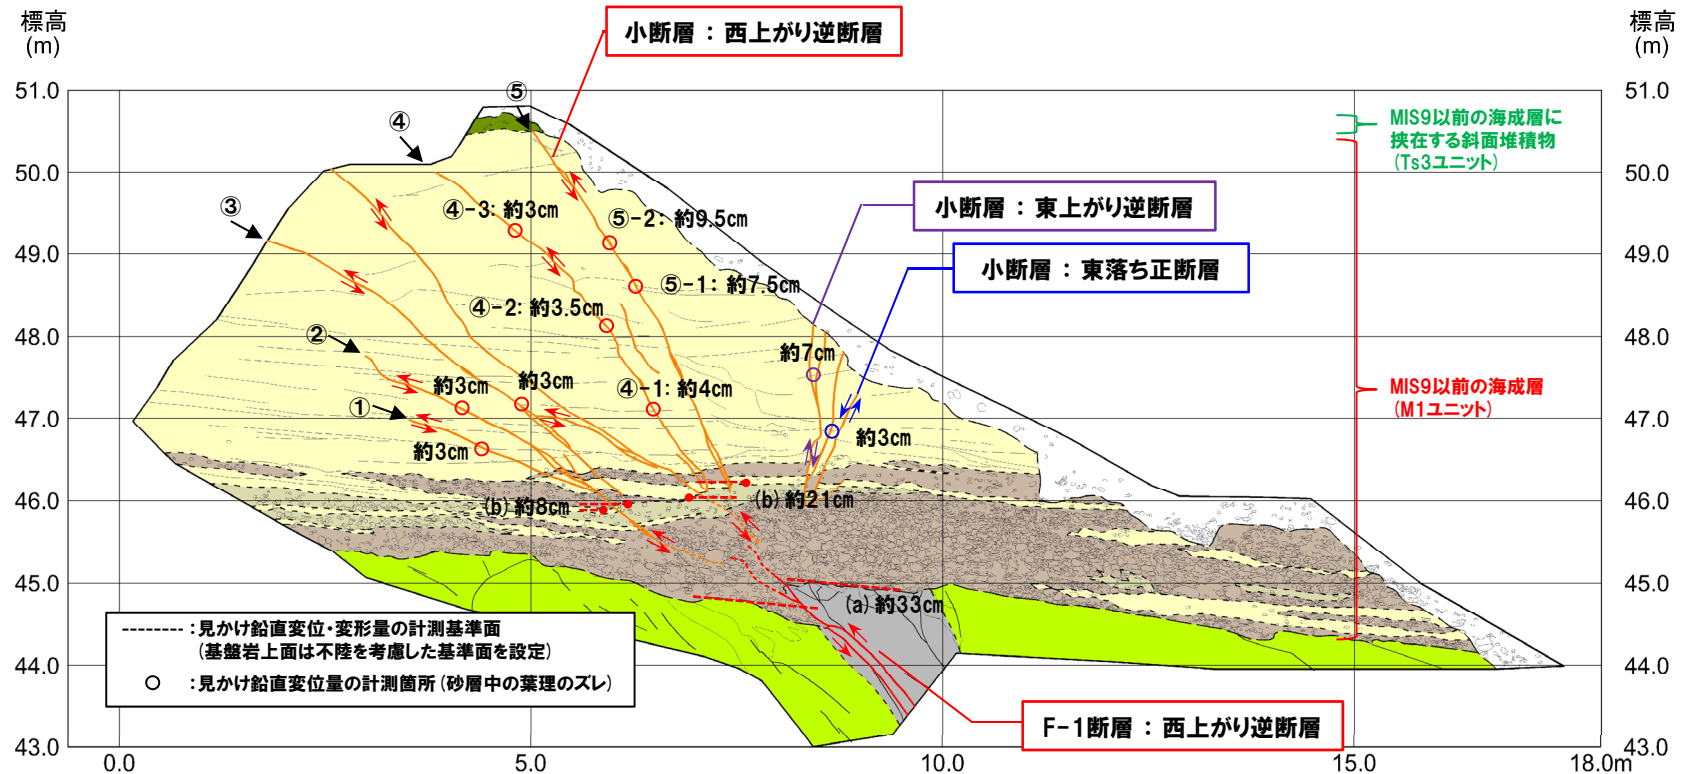 標高
(m)
標高
(m)
小断層 : 西上がり逆断層
51.0
50.0
49.0
48.0
47.0
46.0
45.0
44.0
43.0
51.0
50.0
49.0
48.0
47.0
46.0
45.0
44.0
43.0
⑤
④
③
②
①
MIS9以前の海成層に
挟在する斜面堆積物
(Ts3ユニット)
小断層 : 東上がり逆断層
小断層 : 東落ち正断層
④-3: 約3cm
⑤-2: 約9.5cm
⑤-1: 約7.5cm
④-2: 約3.5cm
約7cm
約3cm
約3cm
④-1: 約4cm
MIS9以前の海成層
(M1ユニット)
約3cm
約3cm
(b) 約8cm
(b) 約21cm
(a) 約33cm
:見かけ鉛直変位・変形量の計測基準面
(基盤岩上面は不陸を考慮した基準面を設定)
:見かけ鉛直変位量の計測箇所(砂層中の葉理のズレ)
F-1断層 : 西上がり逆断層
0.0
5.0
10.0
15.0
18.0m